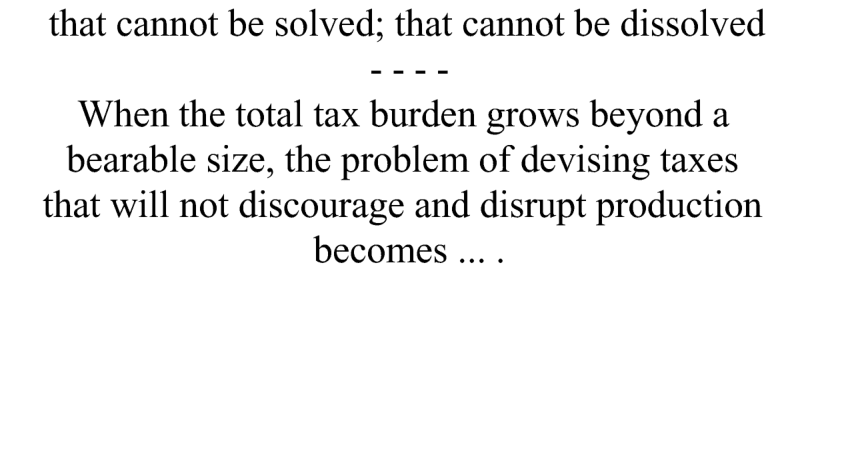 that cannot be solved; that cannot be dissolved
- - - -
When the total tax burden grows beyond a
bearable size, the problem of devising taxes
that will not discourage and disrupt production
becomes ... .